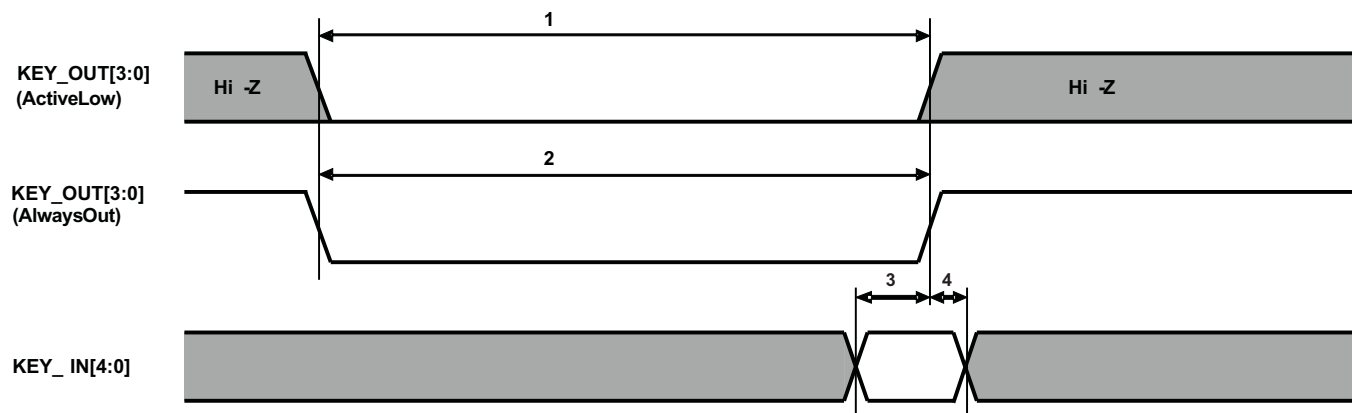 1
KEY_OUT[3:0]
(ActiveLow)
Hi -Z
Hi -Z
2
KEY_OUT[3:0]
(AlwaysOut)
3
4
KEY_ IN[4:0]